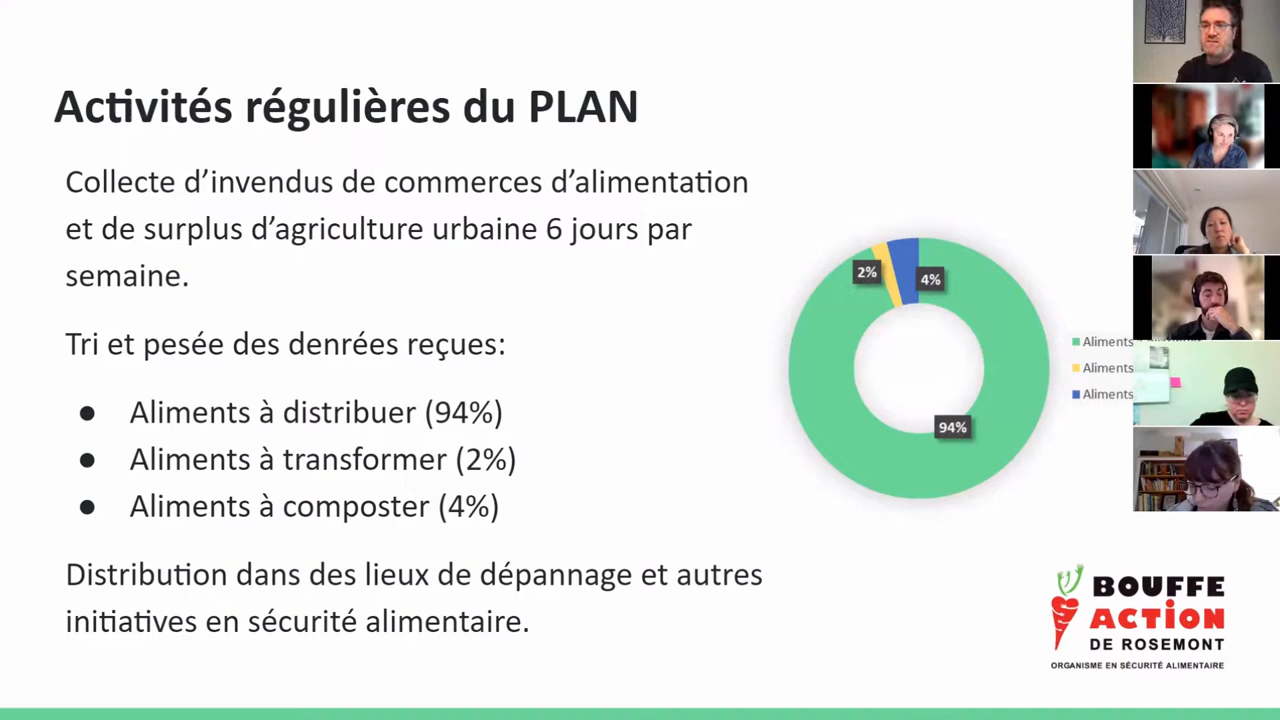 Activités régulières du PLAN
Collecte d’invendus de commerces d’alimentation
et de surplus d’agriculture urbaine 6 jours par
semaine.
Tri et pesée des denrées reçues:
● Aliments à distribuer (94%)
● Aliments à transformer (2%)
● Aliments à composter (4%)
Distribution dans des lieux de dépannage et autres
initiatives en sécurité alimentaire.
2%
4%
94%
Aliments
Aliments
Aliments
BOUFFE
ACTiON
DE ROSEMONT
ORGANISME EN SÉCURITÉ ALIMENTAIRE